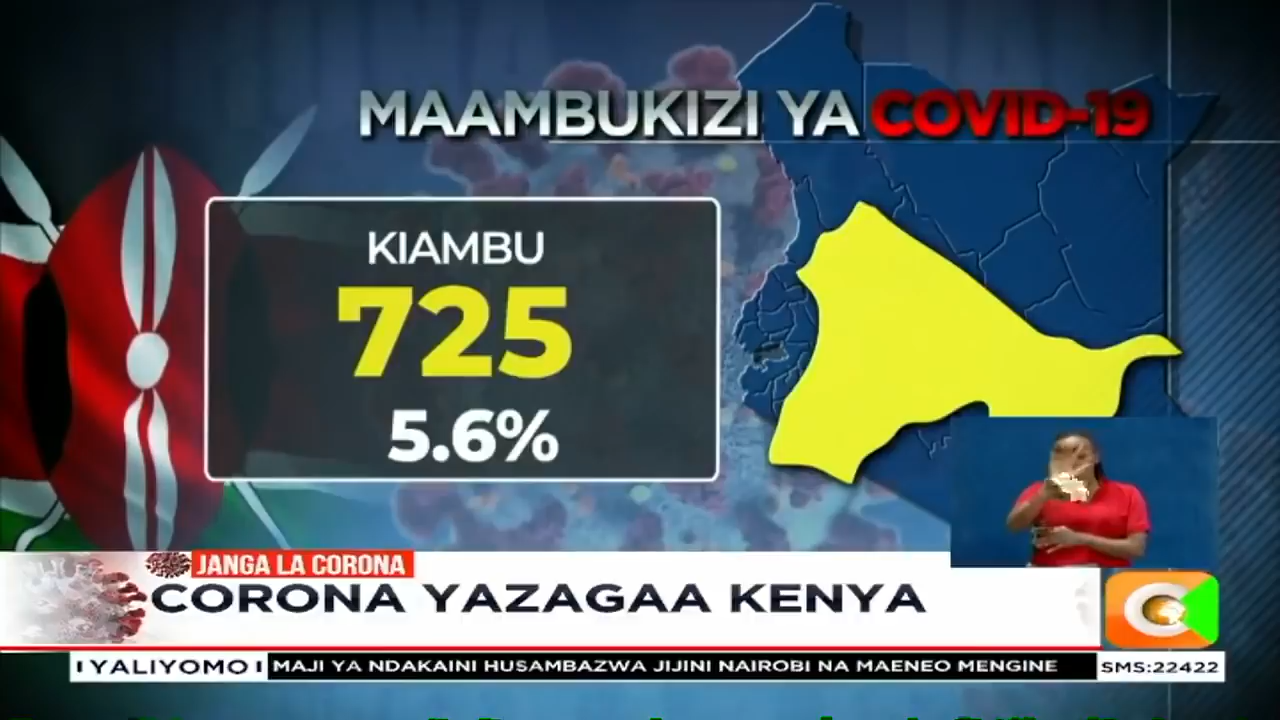 MAAMBUKIZI YA COVID-19
KIAMBU
725
5.6%
JANGA LA CORONA
CORONA YAZAGAA KENYA
YALIYOMO
MAJI YA NDAKAINI HUSAMBAZWA JIJINI NAIROBI NA MAENEO MENGINE
SMS:22422